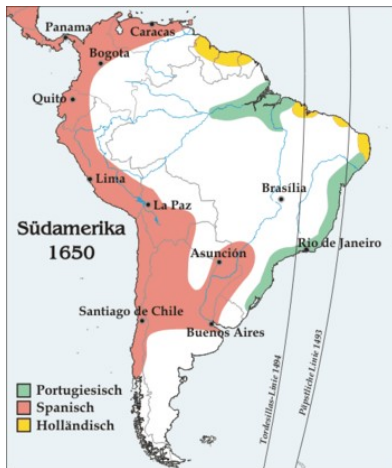 Panama
Caracas
Bogota
Quito
Lima
La Paz
Brasília
Südamerika
1650
Asunción
Rio de Janeiro
Santiago de Chile
Buenos Aires
Portugiesisch
Spanisch
Holländisch
Tordesillas-Linie 1494
Päpstliche Linie 1493